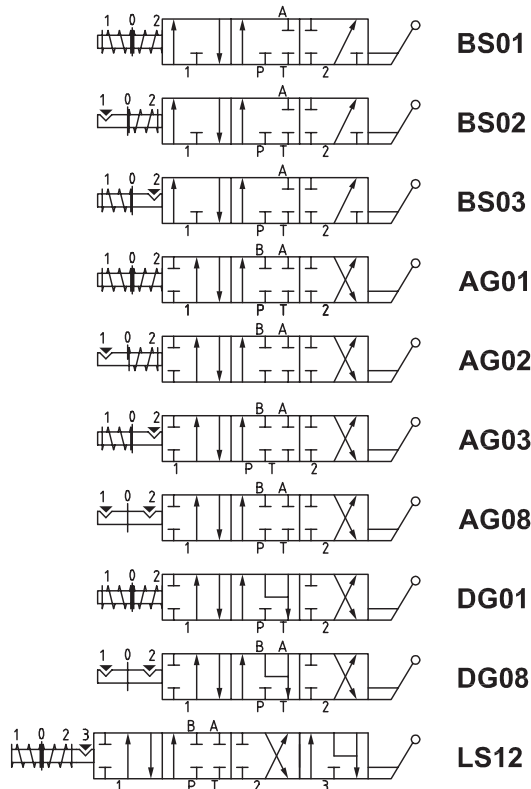 1 0 2 A BS01
1 P T 2
1 0 2 A BS02
1 P T 2
1 0 2 A BS03
1 P T 2
1 0 2 B A AG01
1 P T 2
1 0 2 B A AG02
1 P T 2
1 0 2 B A AG03
1 P T 2
1 0 2 B A AG08
1 P T 2
1 0 2 B A DG01
1 P T 2
1 0 2 B A DG08
1 P T 2
1 0 2 3 B A LS12
1 P T 2 3